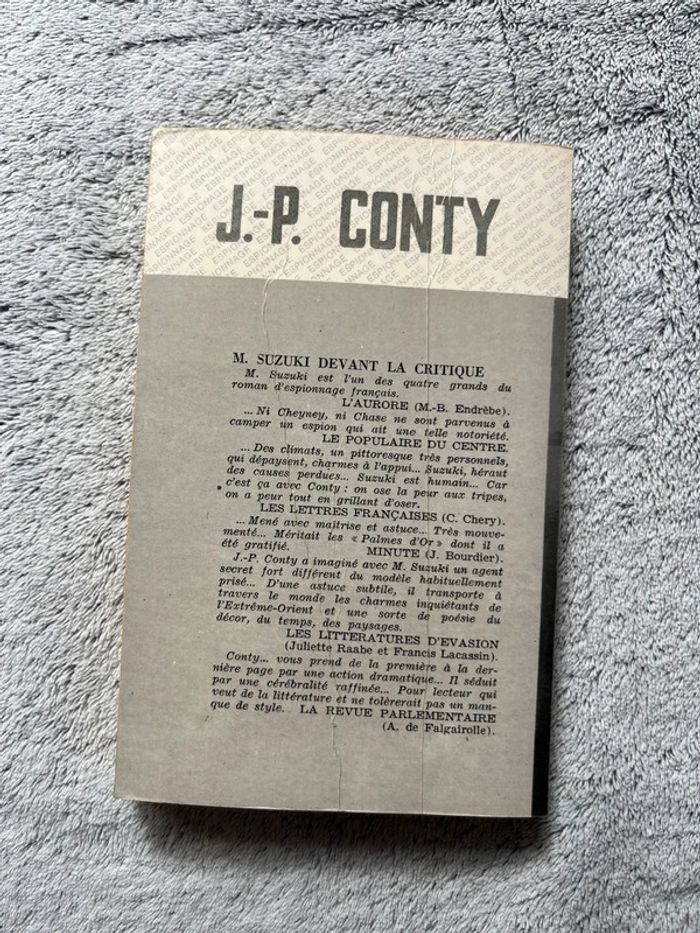 J.-P. CONTY
M. SUZUKI DEVANT LA CRITIQUE
M. Suzuki est l'un des quatre grands du
roman d'espionnage français.
L'AURORE (M.-B. Endrèbe).
... Ni Cheyney, ni Chase ne sont parvenus à
camper un espion qui ait une telle notoriété.
LE POPULAIRE DU CENTRE.
... Des climats, un pittoresque très personnels,
qui dépaysent, charmes à l'appui... Suzuki, héraut
des causes perdues... Suzuki est humain... Car
c'est ça avec Conty : on ose la peur aux tripes,
on a peur tout en grillant d'oser.
LES LETTRES FRANÇAISES (C. Chery).
... Mené avec maîtrise et astuce... Très mouve-
menté... Méritait les « Palmes d'Or » dont il a
été gratifié. MINUTE (J. Bourdier).
J.-P. Conty a imaginé avec M. Suzuki un agent
secret fort différent du modèle habituellement
prisé... D'une astuce subtile, il transporte à
travers le monde les charmes inquiétants de
l'Extrême-Orient et une sorte de poésie du
décor, du temps, des paysages.
LES LITTERATURES D'EVASION
(Juliette Raabe et Francis Lacassin).
Conty... vous prend de la première à la der-
nière page par une action dramatique... Il séduit
par une cérébralité raffinée... Pour lecteur qui
veut de la littérature et ne tolèrerait pas un man-
que de style. LA REVUE PARLEMENTAIRE
(A. de Falgairolle).